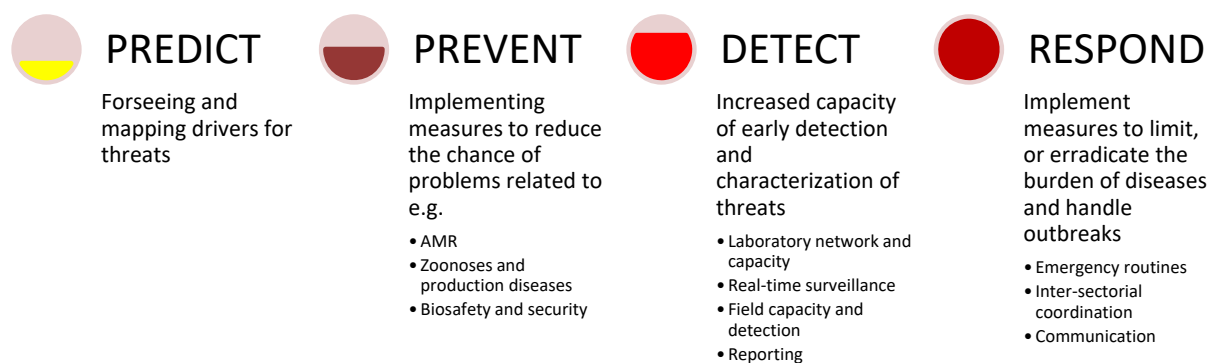 PREDICT
Forseeing and
mapping drivers for
threats
PREVENT
Implementing
measures to reduce
the chance of
problems related to
e.g.
• AMR
• Zoonoses and
production diseases
• Biosafety and security
DETECT
Increased capacity
of early detection
and
characterization of
threats
• Laboratory network and
capacity
• Real-time surveillance
• Field capacity and
detection
• Reporting
RESPOND
Implement
measures to limit,
or erradicate the
burden of diseases
and handle
outbreaks
• Emergency routines
• Inter-sectorial
coordination
• Communication